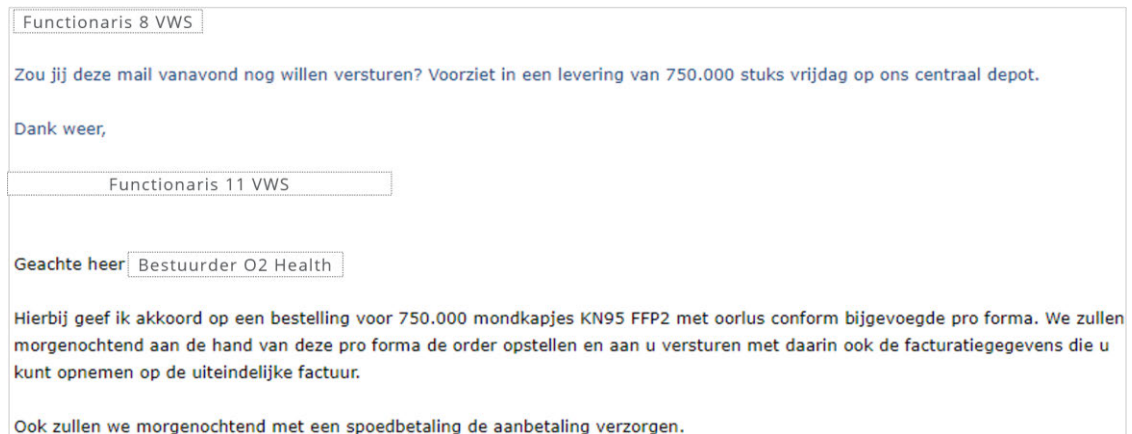 Functionaris 8 VWS
Zou jij deze mail vanavond nog willen versturen? Voorziet in een levering van 750.000 stuks vrijdag op ons centraal depot.
Dank weer,
Functionaris 11 VWS
Geachte heer Bestuurder O2 Health
Hierbij geef ik akkoord op een bestelling voor 750.000 mondkapjes KN95 FFP2 met oorlus conform bijgevoegde pro forma. We zullen
morgenochtend aan de hand van deze pro forma de order opstellen en aan u versturen met daarin ook de facturatiegegevens die u
kunt opnemen op de uiteindelijke factuur.
Ook zullen we morgenochtend met een spoedbetaling de aanbetaling verzorgen.